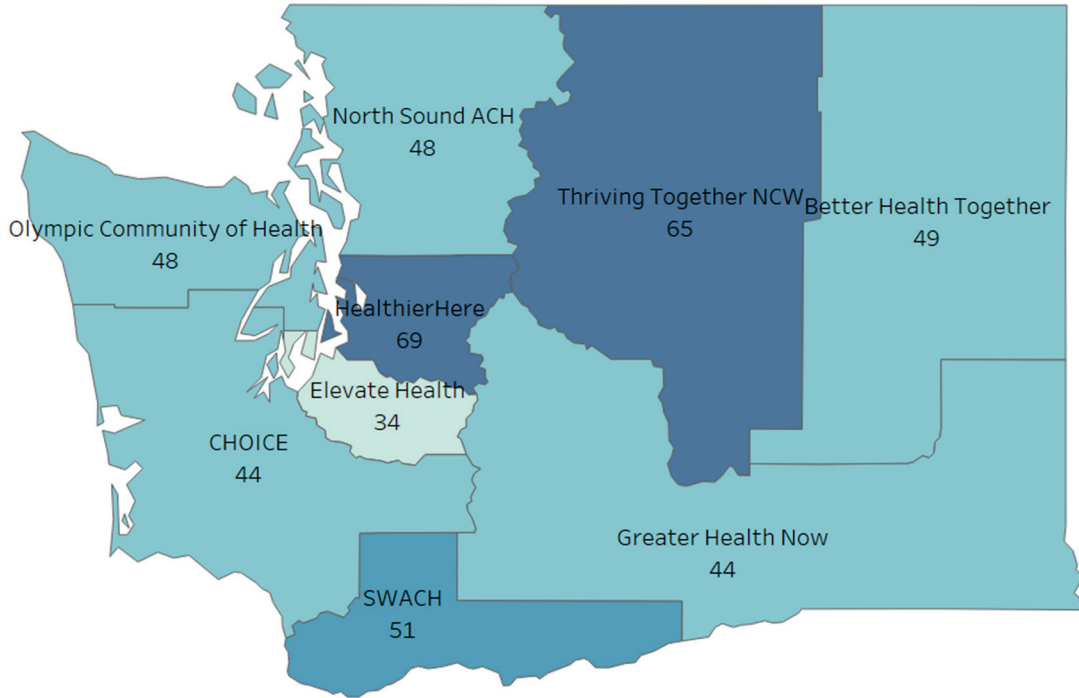 North Sound ACH
48
Thriving Together NCW
65
Better Health Together
49
Olympic Community of Health
48
HealthierHere
69
Elevate Health
34
CHOICE
44
Greater Health Now
44
SWACH
51